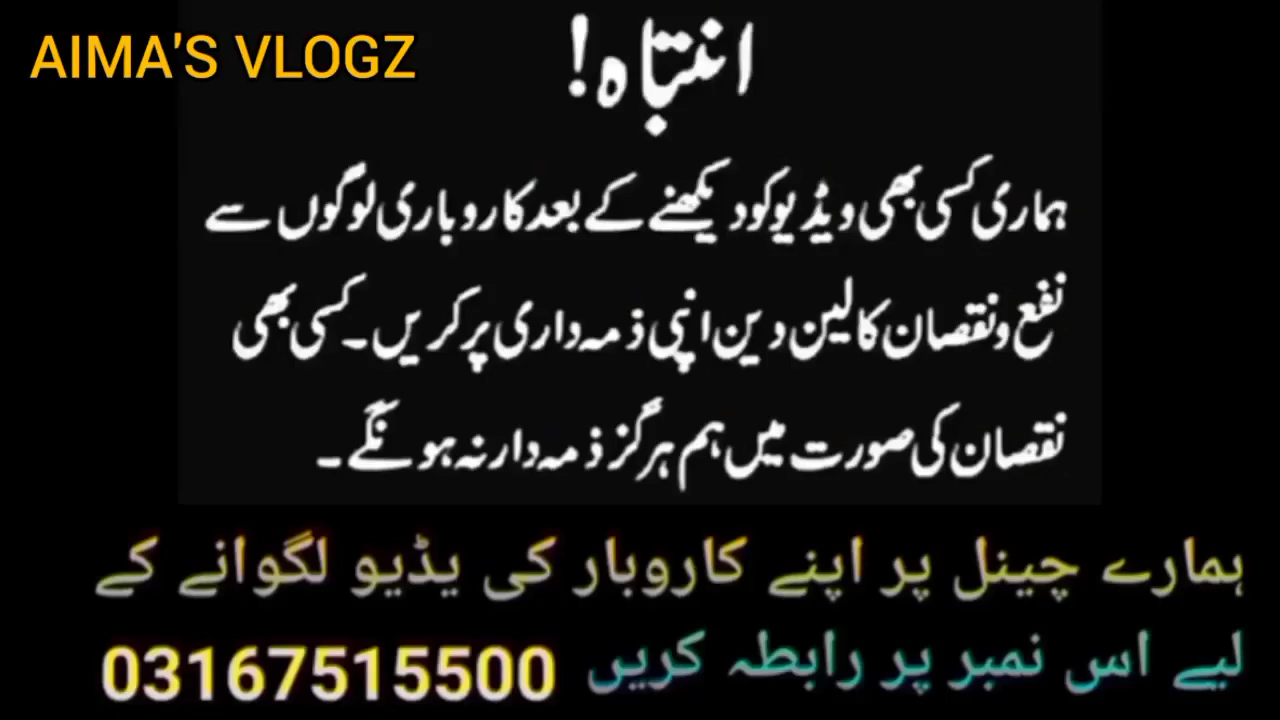 AIMA'S VLOGZ
انتباہ!
ہماری کسی بھی ویڈیو کو دیکھنے کے بعد کاروباری لوگوں سے
نفع و نقصان کا لین دین اپنی ذمہ داری پر کریں۔ کسی بھی
نقصان کی صورت میں ہم ہرگز ذمہ دار نہ ہونگے۔
ہمارے چینل پر اپنے کاروبار کی یڈیو لگوانے کے
لیے اس نمبر پر رابطہ کریں 03167515500